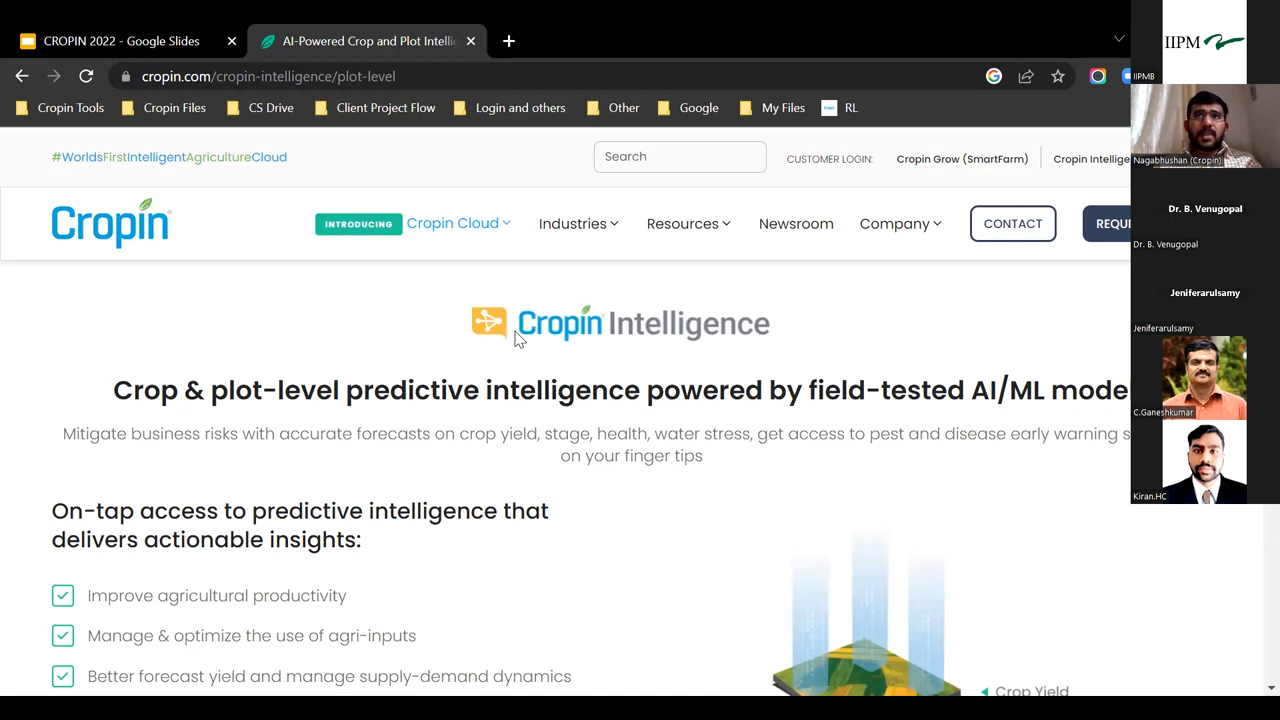 CROPIN 2022 - Google Slides
AI-Powered Crop and Plot Intelli
cropin.com/cropin-intelligence/plot-level
Cropin Tools
Cropin Files
CS Drive
Client Project Flow
Login and others
Other
Google
My Files
RL
#WorldsFirstIntelligentAgricultureCloud
Search
CUSTOMER LOGIN:
Cropin Grow (SmartFarm)
Cropin Intellige
Cropin
INTRODUCING
Cropin Cloud
Industries
Resources
Newsroom
Company
CONTACT
REQU
Cropin Intelligence
Crop & plot-level predictive intelligence powered by field-tested AI/ML mode
Mitigate business risks with accurate forecasts on crop yield, stage, health, water stress, get access to pest and disease early warning s
on your finger tips
On-tap access to predictive intelligence that
delivers actionable insights:
Improve agricultural productivity
Manage & optimize the use of agri-inputs
Better forecast yield and manage supply-demand dynamics
Crop Yield
IIPM
IIPMB
Nagabhushan (Cropin)
Dr. B. Venugopal
Dr. B. Venugopal
Jeniferarulsamy
Jeniferarulsamy
C.Ganeshkumar
Kiran.HC